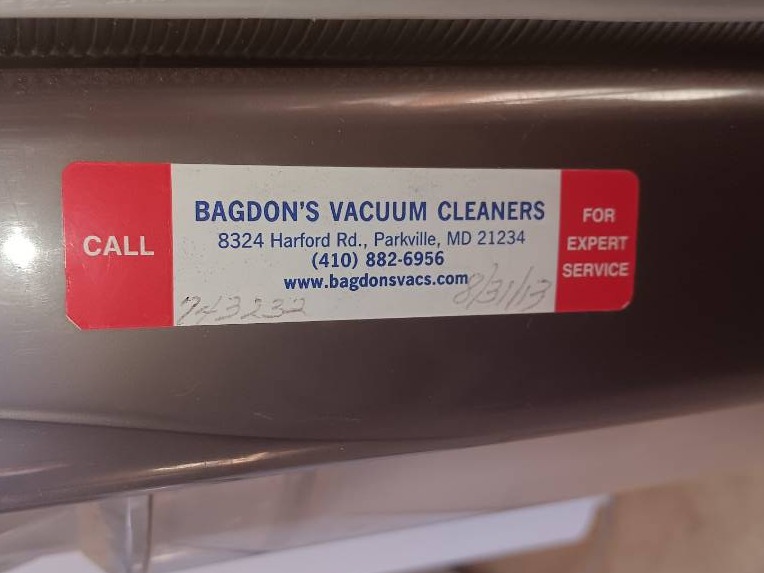 CALL
BAGDON'S VACUUM CLEANERS
8324 Harford Rd., Parkville, MD 21234
(410) 882-6956
www.bagdonsvacs.com
743232
8/31/13
FOR
EXPERT
SERVICE